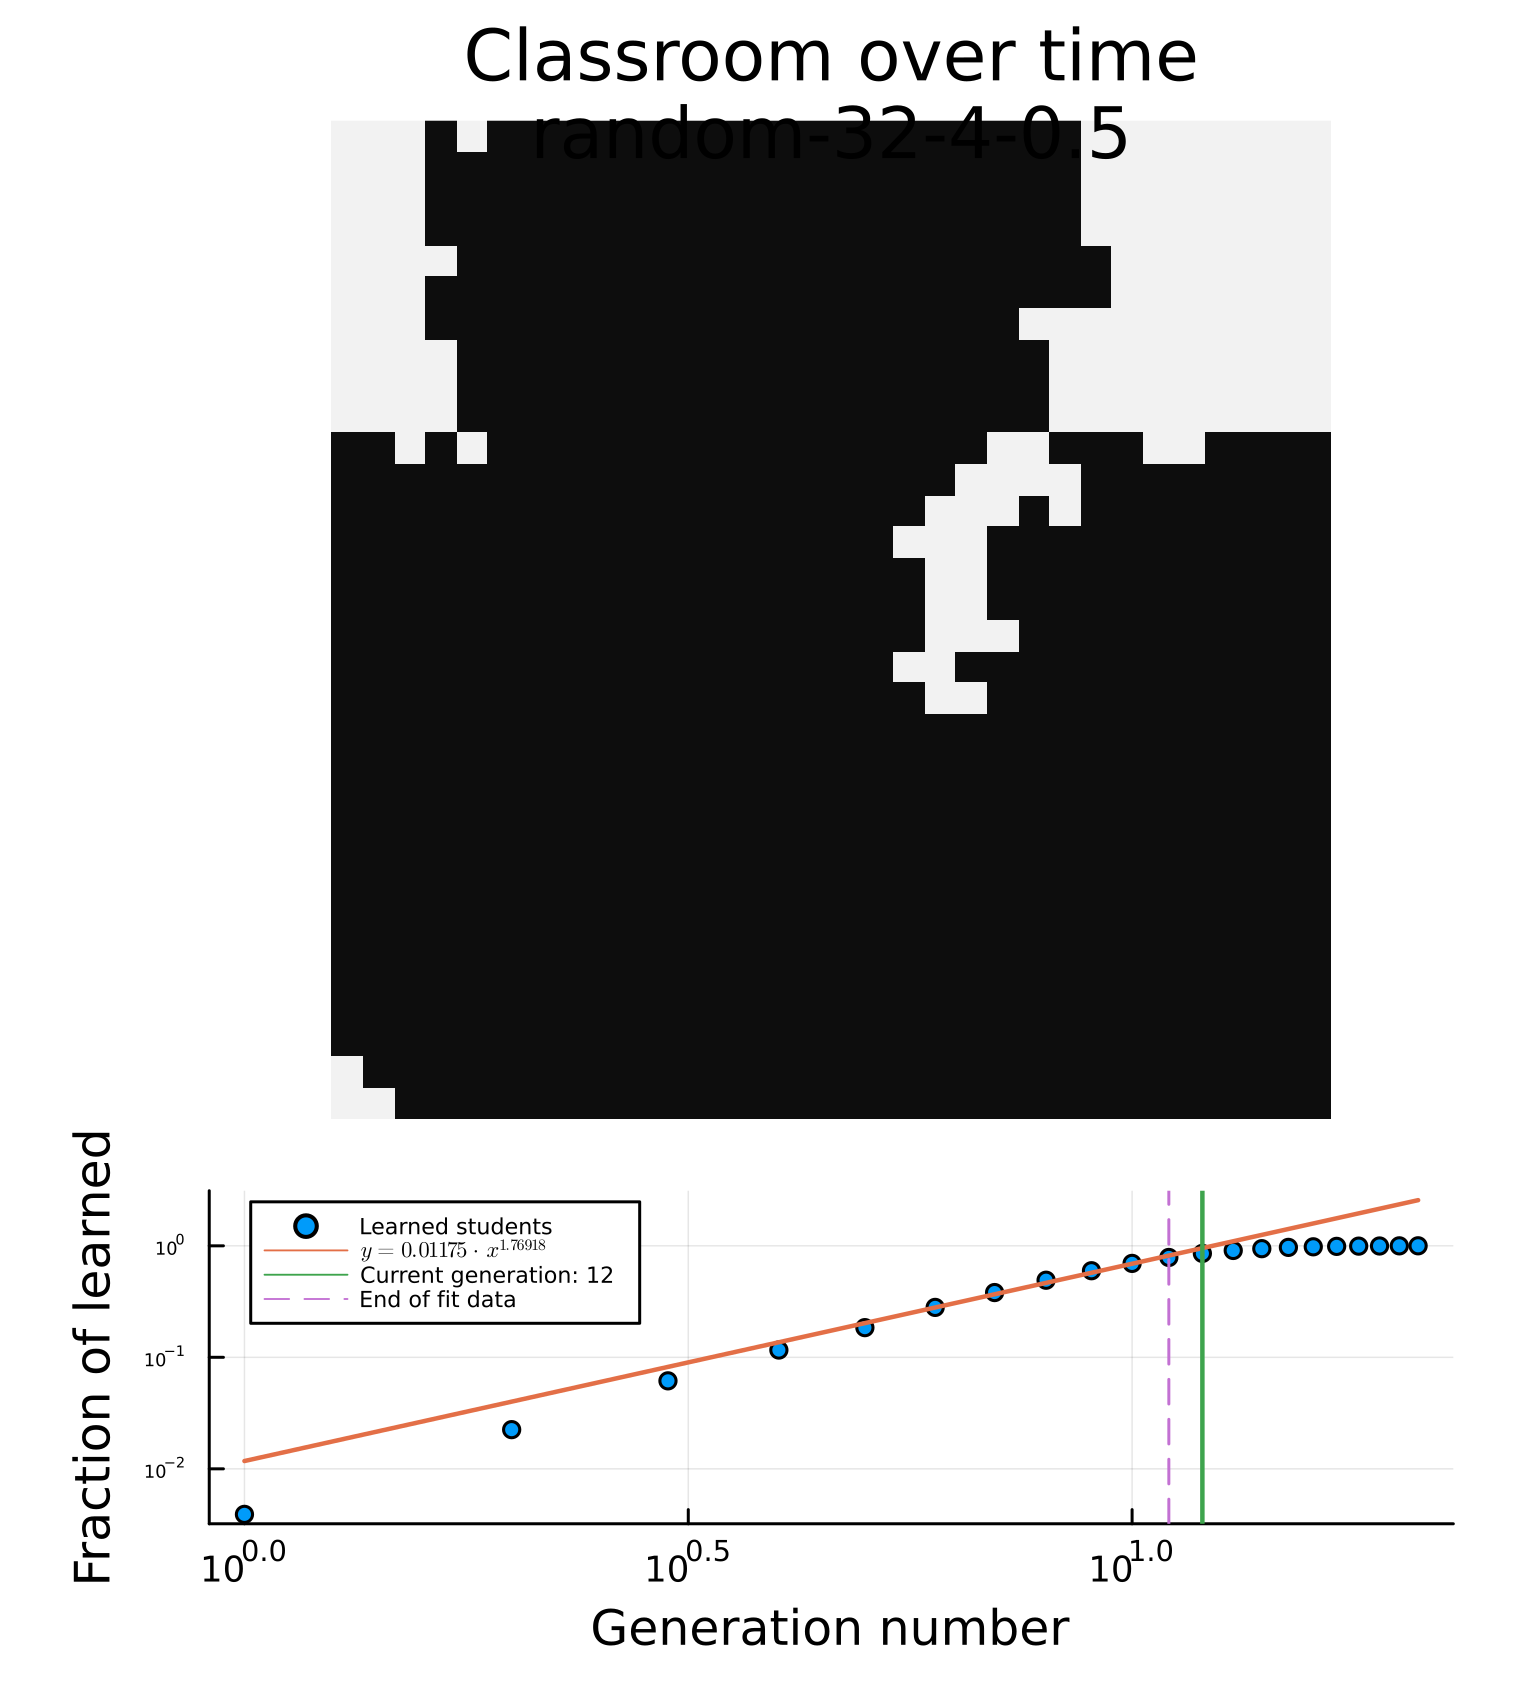 Classroom over time
random-32-4-0.5
Learned students
y = 0.01175 · x^1.76918
Current generation: 12
End of fit data
Fraction of learned
10^0
10^−1
10^−2
10^0.0
10^0.5
10^1.0
Generation number